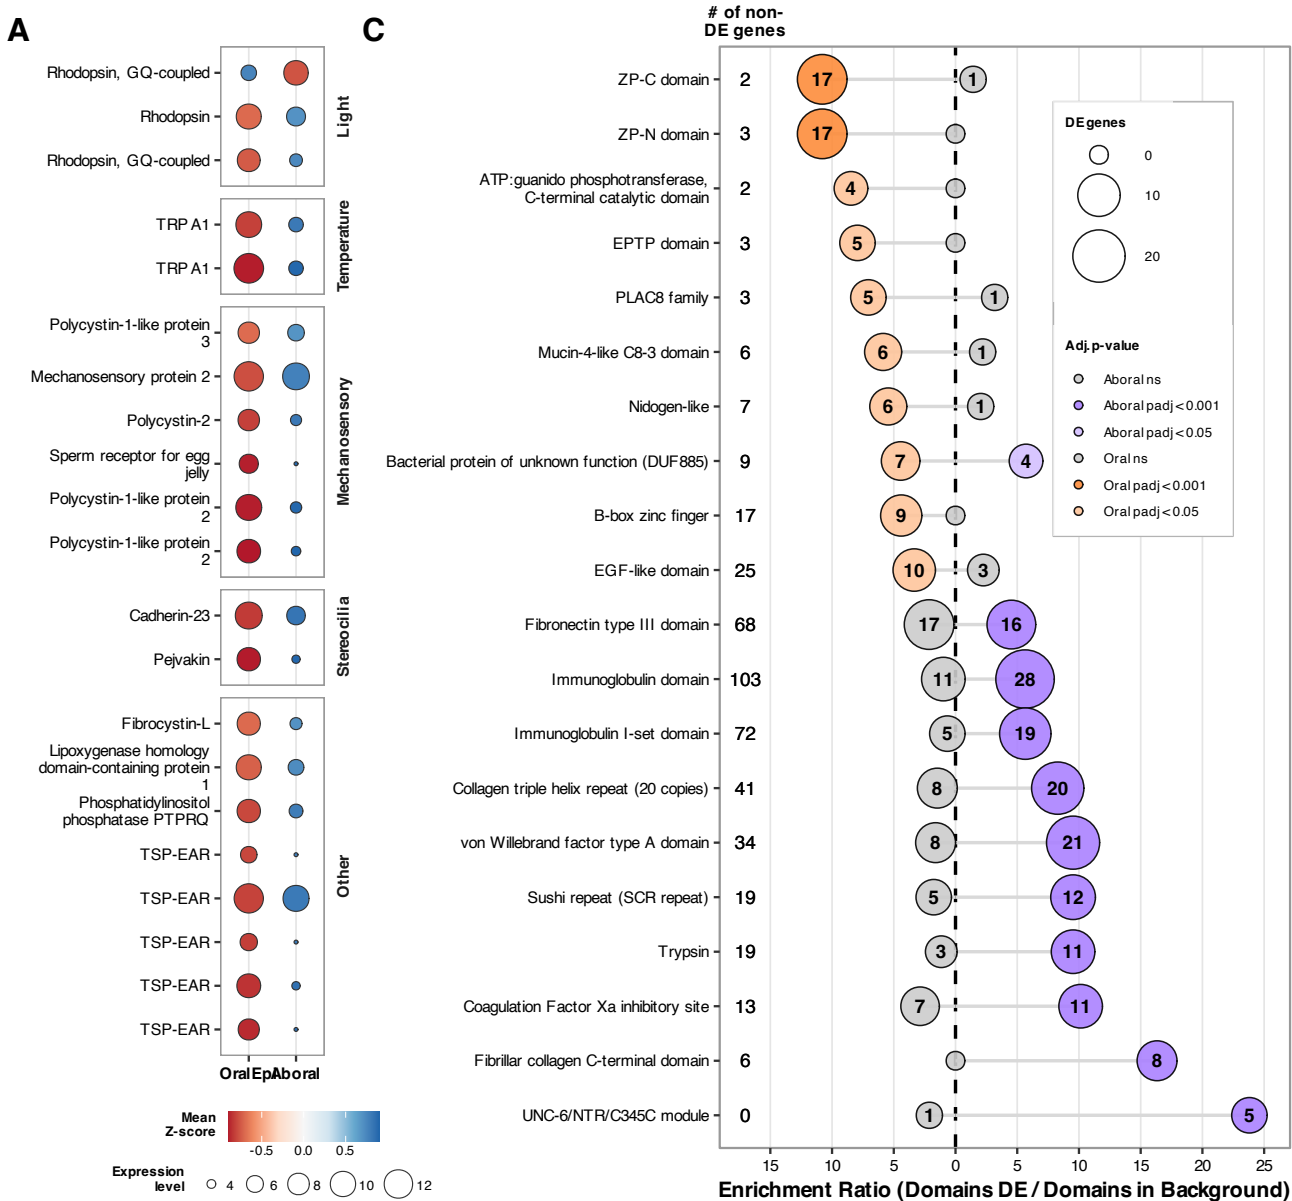 A
Rhodopsin, GQ-coupled
Rhodopsin
Rhodopsin, GQ-coupled
Light
TRP A1
TRP A1
Temperature
Polycystin-1-like protein
3
Mechanosensory protein 2
Polycystin-2
Sperm receptor for egg
jelly
Polycystin-1-like protein
2
Polycystin-1-like protein
2
Mechanosensory
Cadherin-23
Pejvakin
Stereocilia
Fibrocystin-L
Lipoxygenase homology
domain-containing protein
1
Phosphatidylinositol
phosphatase PTPRQ
TSP-EAR
TSP-EAR
TSP-EAR
TSP-EAR
TSP-EAR
Other
OralEpi Aboral
Mean
Z-score
-0.5 0.0 0.5
Expression
level
4 6 8 10 12
C
# of non-
DE genes
ZP-C domain 2 17 1
ZP-N domain 3 17
ATP:guanido phosphotransferase,
C-terminal catalytic domain 2 4
EPTP domain 3 5
PLAC8 family 3 5 1
Mucin-4-like C8-3 domain 6 6 1
Nidogen-like 7 6 1
Bacterial protein of unknown function (DUF885) 9 7 4
B-box zinc finger 17 9
EGF-like domain 25 10 3
Fibronectin type III domain 68 17 16
Immunoglobulin domain 103 11 28
Immunoglobulin I-set domain 72 5 19
Collagen triple helix repeat (20 copies) 41 8 20
von Willebrand factor type A domain 34 8 21
Sushi repeat (SCR repeat) 19 5 12
Trypsin 19 3 11
Coagulation Factor Xa inhibitory site 13 7 11
Fibrillar collagen C-terminal domain 6 8
UNC-6/NTR/C345C module 0 1 5
15 10 5 0 5 10 15 20 25
Enrichment Ratio (Domains DE / Domains in Background)
DE genes
0
10
20
Adj. p-value
Aboral ns
Aboral padj < 0.001
Aboral padj < 0.05
Oral ns
Oral padj < 0.001
Oral padj < 0.05